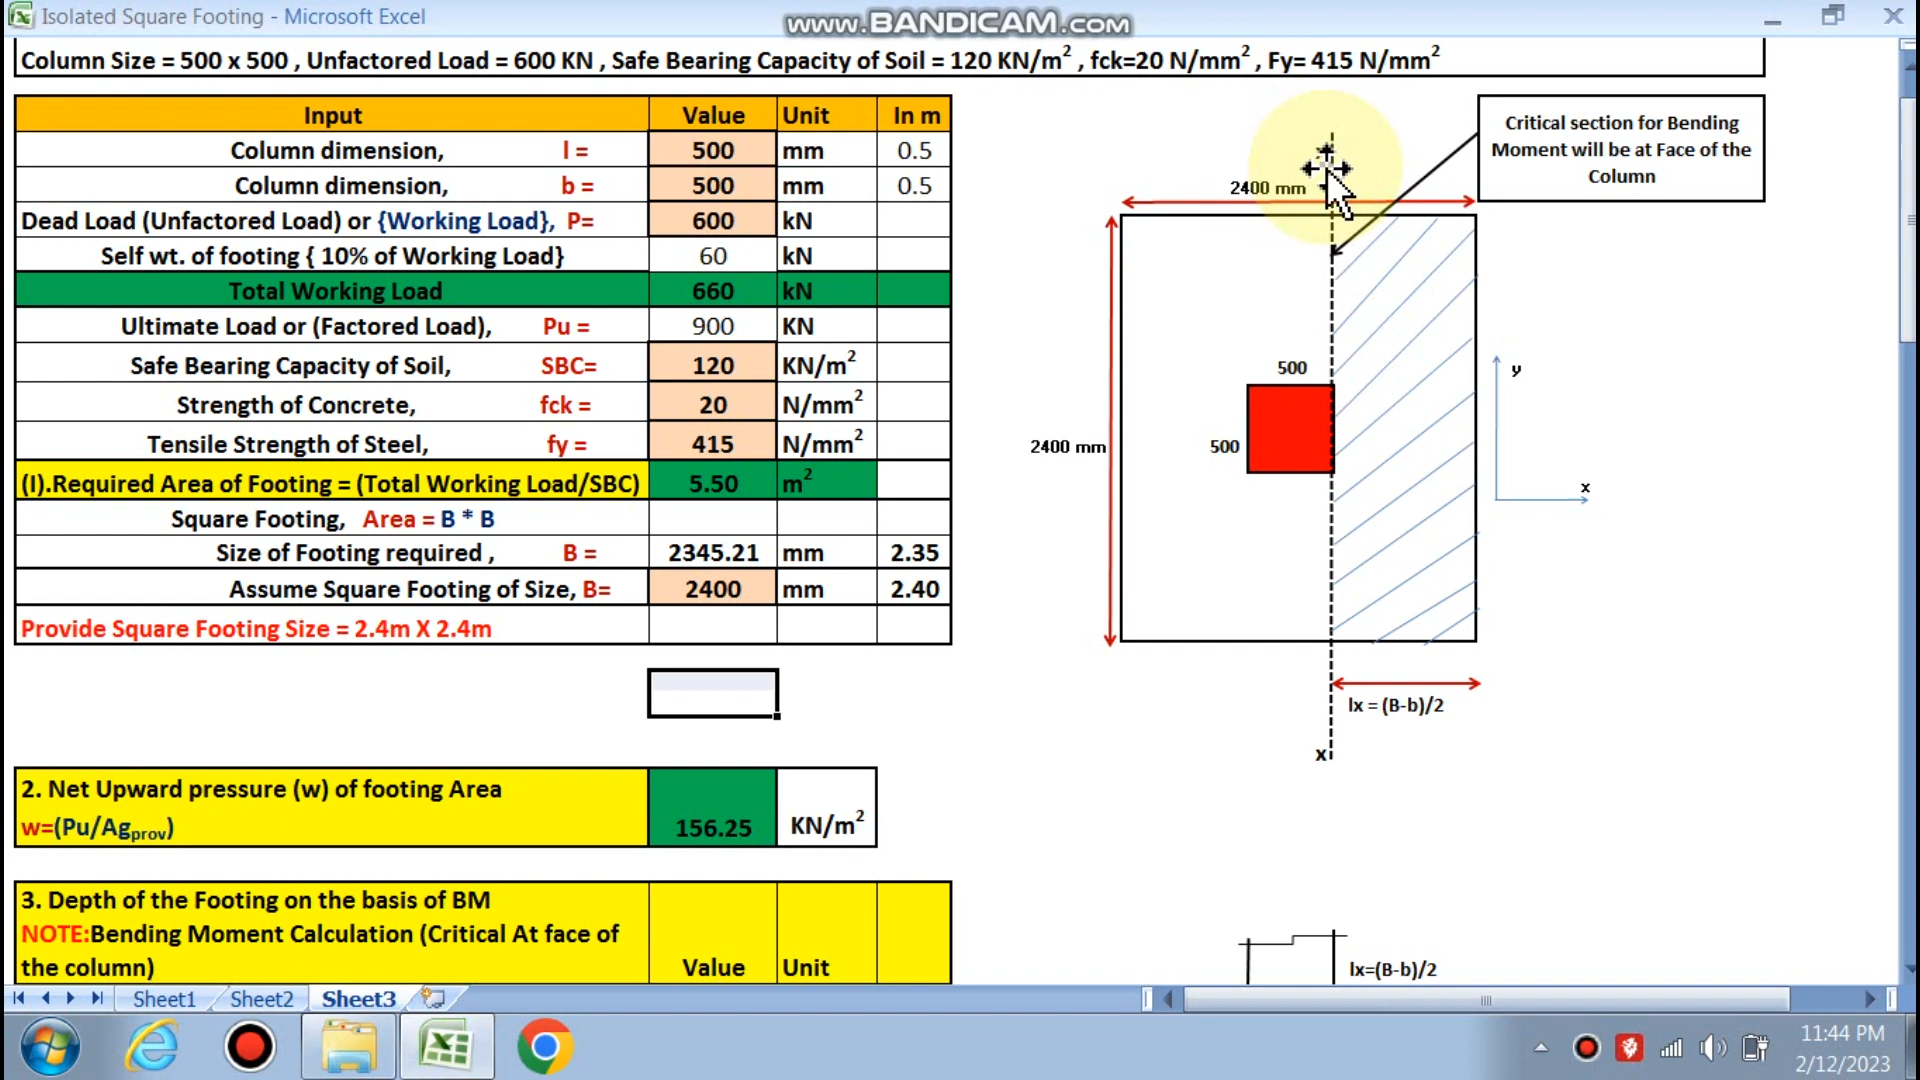 Isolated Square Footing - Microsoft Excel
www.BANDICAM.com
Column Size = 500 x 500 , Unfactored Load = 600 KN , Safe Bearing Capacity of Soil = 120 KN/m² , fck=20 N/mm² , Fy= 415 N/mm²
Input Value Unit In m
Column dimension, l = 500 mm 0.5
Column dimension, b = 500 mm 0.5
Dead Load (Unfactored Load) or {Working Load}, P= 600 kN
Self wt. of footing { 10% of Working Load} 60 kN
Total Working Load 660 kN
Ultimate Load or (Factored Load), Pu = 900 KN
Safe Bearing Capacity of Soil, SBC= 120 KN/m²
Strength of Concrete, fck = 20 N/mm²
Tensile Strength of Steel, fy = 415 N/mm²
(I).Required Area of Footing = (Total Working Load/SBC) 5.50 m²
Square Footing, Area = B * B
Size of Footing required , B = 2345.21 mm 2.35
Assume Square Footing of Size, B= 2400 mm 2.40
Provide Square Footing Size = 2.4m X 2.4m
Critical section for Bending
Moment will be at Face of the
Column
2400 mm
500
500
2400 mm
y
x
lx = (B-b)/2
x
2. Net Upward pressure (w) of footing Area
w=(Pu/Agprov) 156.25 KN/m²
3. Depth of the Footing on the basis of BM
NOTE:Bending Moment Calculation (Critical At face of
the column) Value Unit
lx=(B-b)/2
Sheet1 Sheet2 Sheet3
11:44 PM
2/12/2023